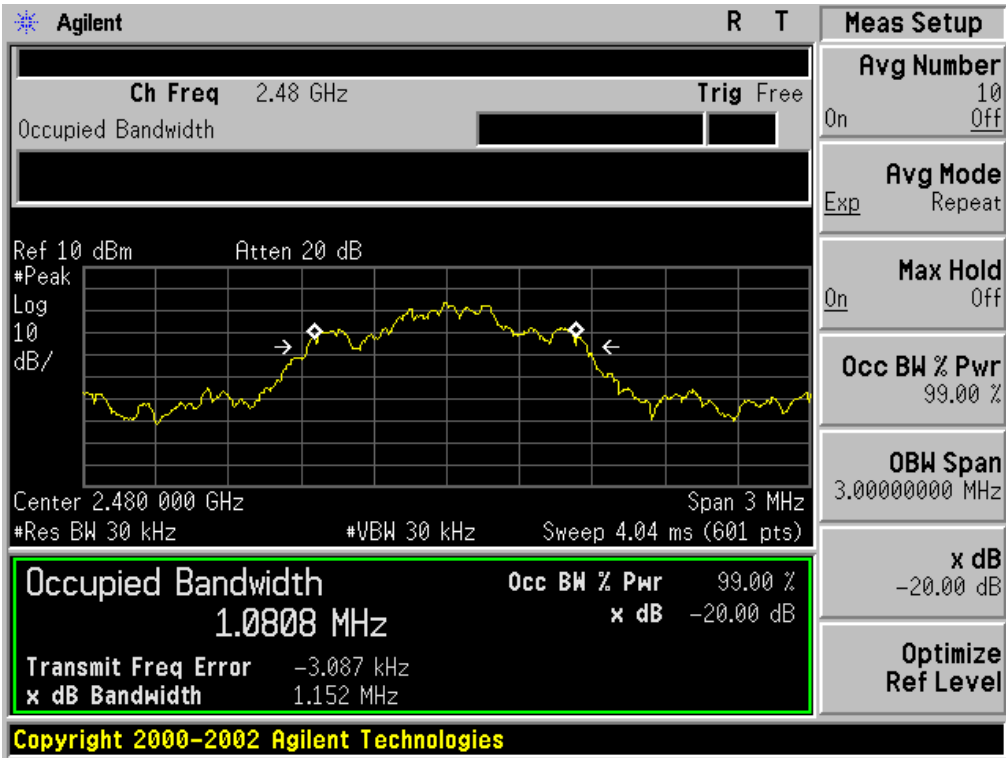 Agilent
R T
Ch Freq 2.48 GHz
Trig Free
Occupied Bandwidth
Ref 10 dBm
Atten 20 dB
#Peak
Log
10
dB/
Center 2.480 000 GHz
Span 3 MHz
#Res BW 30 kHz
#VBW 30 kHz
Sweep 4.04 ms (601 pts)
Occupied Bandwidth
1.0808 MHz
Occ BW % Pwr 99.00 %
x dB -20.00 dB
Transmit Freq Error -3.087 kHz
x dB Bandwidth 1.152 MHz
Copyright 2000-2002 Agilent Technologies
Meas Setup
Avg Number
10
On Off
Avg Mode
Exp Repeat
Max Hold
On Off
Occ BW % Pwr
99.00 %
OBW Span
3.00000000 MHz
x dB
-20.00 dB
Optimize
Ref Level